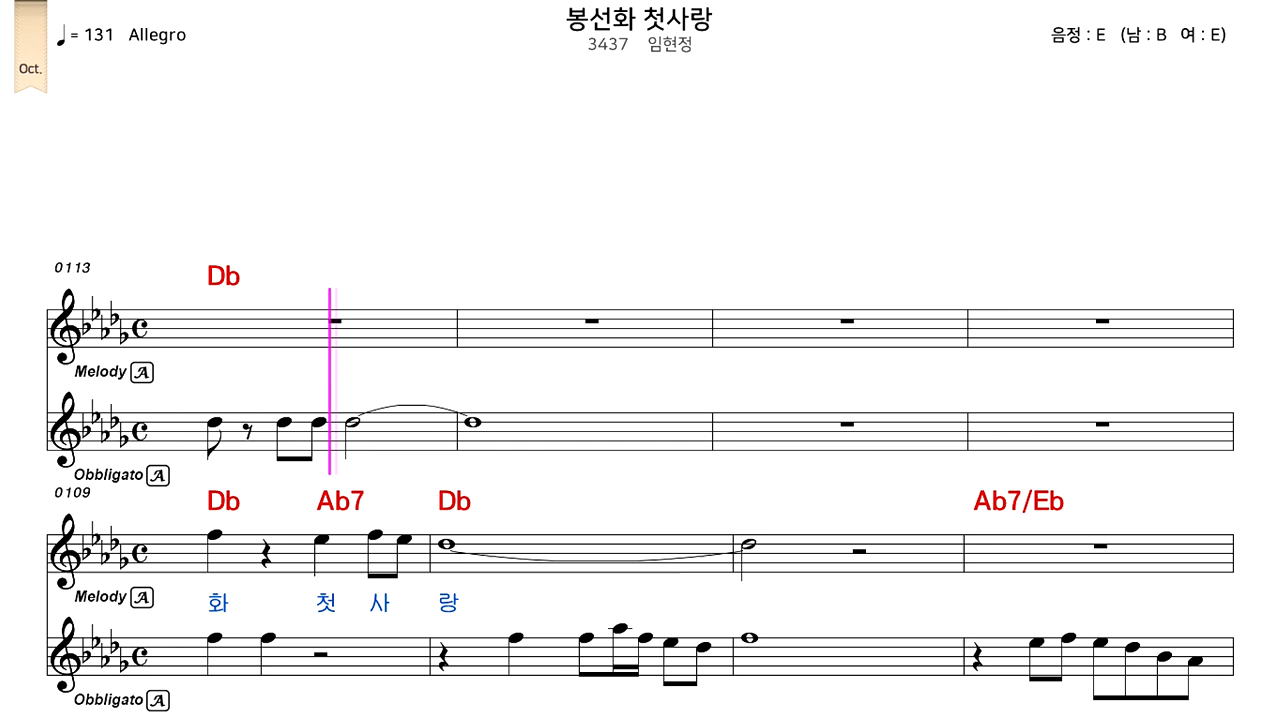 봉선화 첫사랑
♩= 131 Allegro
3437 임현정
음정 : E (남 : B 여 : E)
Oct.
0113
Db
Melody A
Obbligato A
0109
Db Ab7 Db Ab7/Eb
Melody A
화 첫 사 랑
Obbligato A